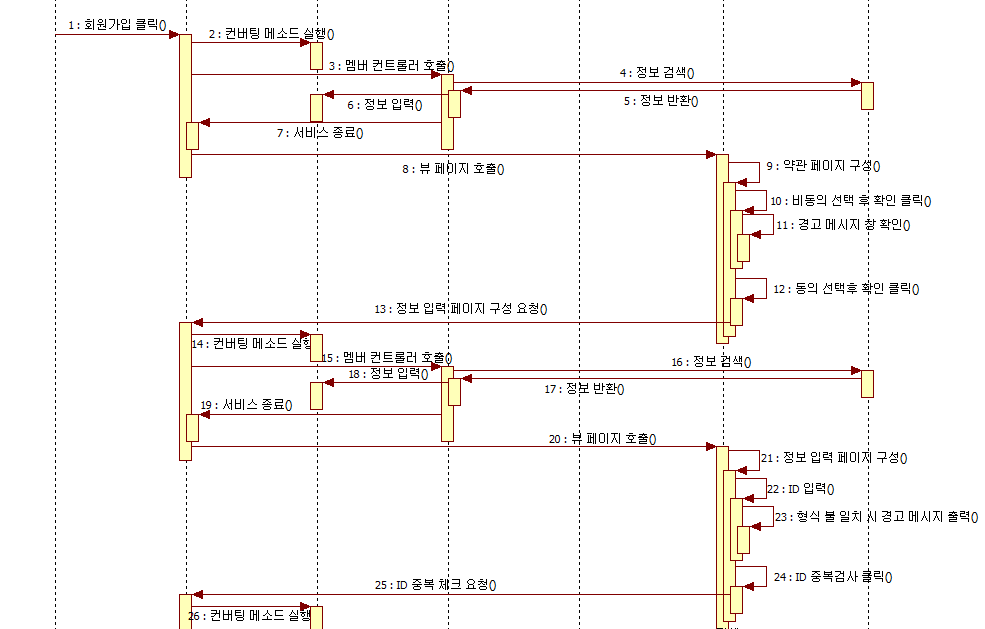 1 : 회원가입 클릭()
2 : 컨버팅 메소드 실행()
3 : 멤버 컨트롤러 호출()
4 : 정보 검색()
5 : 정보 반환()
6 : 정보 입력()
7 : 서비스 종료()
8 : 뷰 페이지 호출()
9 : 약관 페이지 구성()
10 : 비동의 선택 후 확인 클릭()
11 : 경고 메시지 창 확인()
12 : 동의 선택후 확인 클릭()
13 : 정보 입력 페이지 구성 요청()
14 : 컨버팅 메소드 실행
15 : 멤버 컨트롤러 호출()
16 : 정보 검색()
17 : 정보 반환()
18 : 정보 입력()
19 : 서비스 종료()
20 : 뷰 페이지 호출()
21 : 정보 입력 페이지 구성()
22 : ID 입력()
23 : 형식 불 일치 시 경고 메시지 출력()
24 : ID 중복검사 클릭()
25 : ID 중복 체크 요청()
26 : 컨버팅 메소드 실행